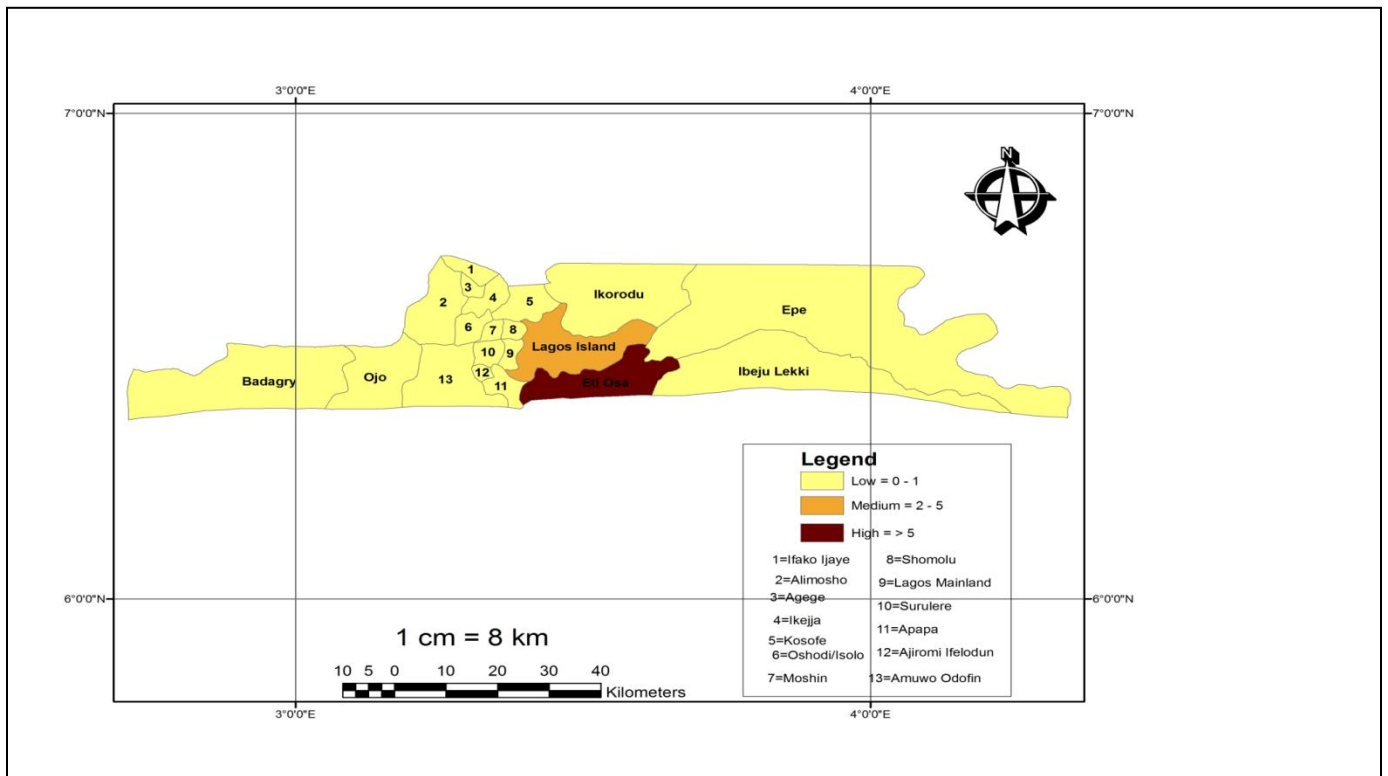 3°0'0"E 4°0'0"E
7°0'0"N 7°0'0"N
N
1
3
2 4 5 Ikorodu
Epe
6 7 8
Lagos Island
10 9
12 Ibeju Lekki
Badagry Ojo 13 11 Eti Osa
Legend
Low = 0 - 1
Medium = 2 - 5
High = > 5
1=Ifako Ijaye 8=Shomolu
2=Alimosho 9=Lagos Mainland
3=Agege
10=Surulere
4=Ikejja
11=Apapa
5=Kosofe
6=Oshodi/Isolo 12=Ajiromi Ifelodun
7=Moshin 13=Amuwo Odofin
6°0'0"N 6°0'0"N
1 cm = 8 km
10 5 0 10 20 30 40
Kilometers
3°0'0"E 4°0'0"E